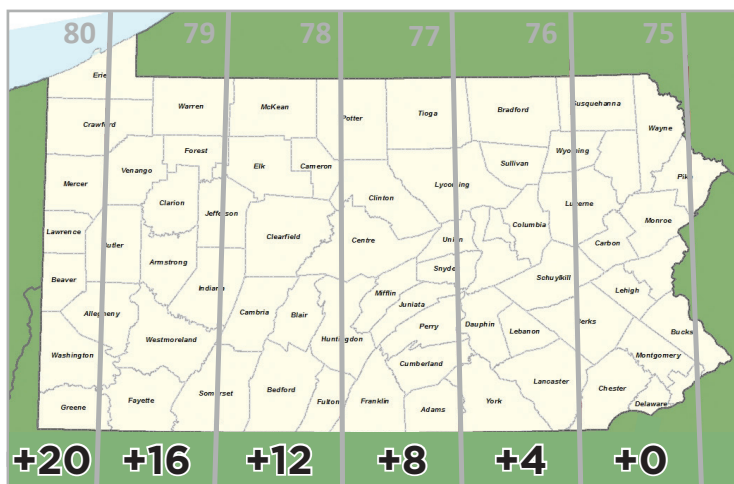 80 79 78 77 76 75
Erie
Warren McKean Potter Tioga Bradford Susquehanna
Crawford Wayne
Forest Wyoming
Venango Elk Cameron Sullivan
Mercer Lycoming Pike
Clarion Clinton Luzerne
Jefferson Columbia Monroe
Lawrence Clearfield Centre Union
Butler Carbon
Armstrong Snyder
Beaver Indiana Schuylkill
Mifflin Lehigh
Allegheny Cambria Blair Juniata
Westmoreland Huntingdon Perry Dauphin Lebanon Berks Bucks
Washington Montgomery
Cumberland
Fayette Somerset Bedford Lancaster Chester
Greene Fulton Franklin Adams York Delaware
+20 +16 +12 +8 +4 +0